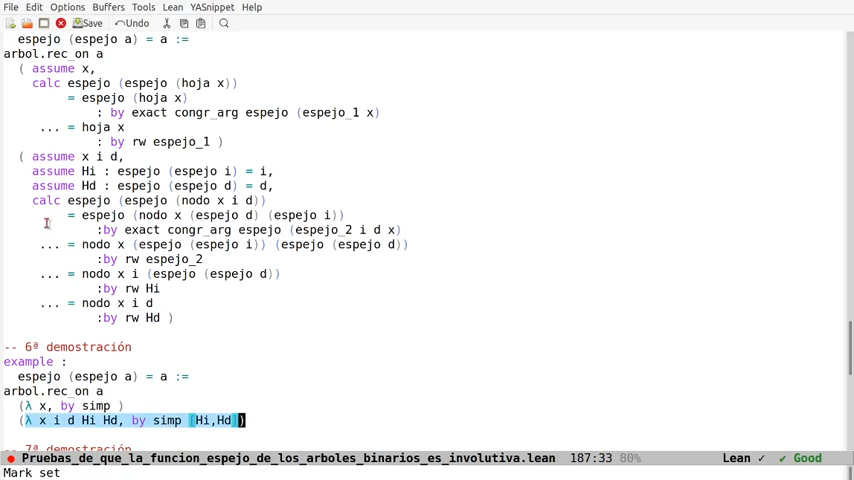 File Edit Options Buffers Tools Lean YASnippet Help
Save Undo
espejo (espejo a) = a :=
arbol.rec_on a
( assume x,
calc espejo (espejo (hoja x))
= espejo (hoja x)
: by exact congr_arg espejo (espejo_1 x)
... = hoja x
: by rw espejo_1 )
( assume x i d,
assume Hi : espejo (espejo i) = i,
assume Hd : espejo (espejo d) = d,
calc espejo (espejo (nodo x i d))
= espejo (nodo x (espejo d) (espejo i))
:by exact congr_arg espejo (espejo_2 i d x)
... = nodo x (espejo (espejo i)) (espejo (espejo d))
:by rw espejo_2
... = nodo x i (espejo (espejo d))
:by rw Hi
... = nodo x i d
:by rw Hd )
-- 6ª demostración
example :
espejo (espejo a) = a :=
arbol.rec_on a
(λ x, by simp )
(λ x i d Hi Hd, by simp [Hi,Hd])
-- 7ª demostración
Pruebas_de_que_la_funcion_espejo_de_los_arboles_binarios_es_involutiva.lean 187:33 80% Lean ✓ ✔ Good
Mark set